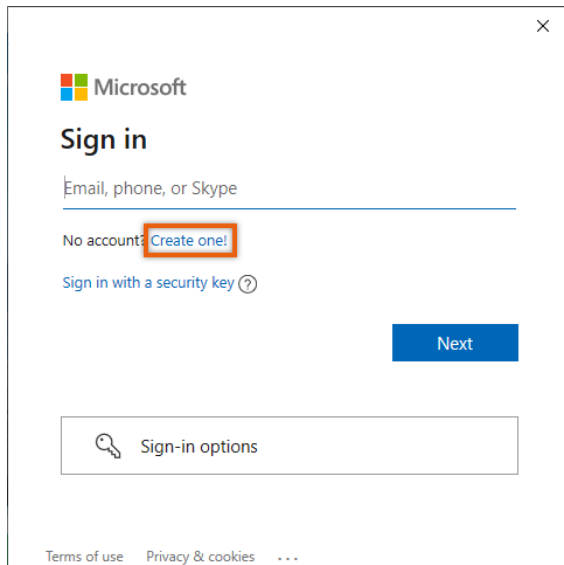 Microsoft
Sign in
Email, phone, or Skype
No account? Create one!
Sign in with a security key
Next
Sign-in options
Terms of use Privacy & cookies ...